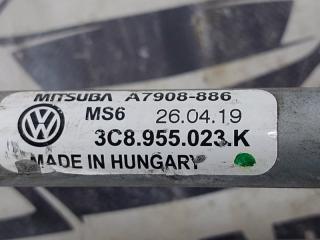 MITSUBA A7908-886
MS6 26.04.19
3C8.955.023.K
MADE IN HUNGARY